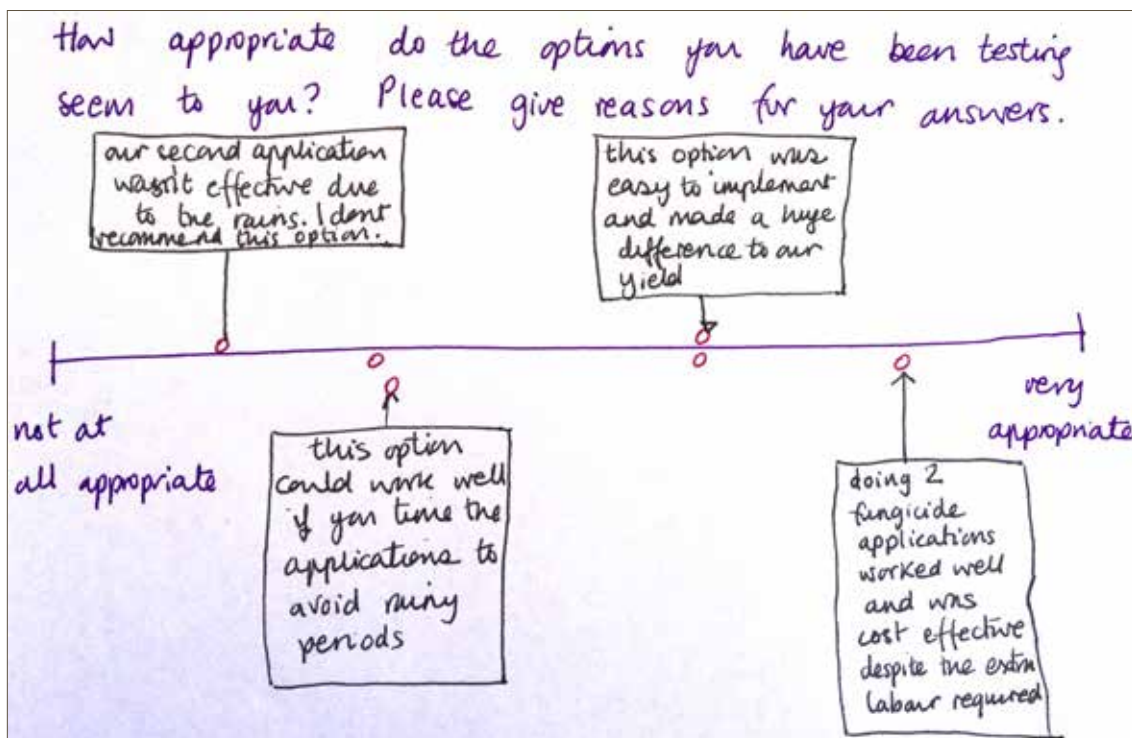 How appropriate do the options you have been testing
seem to you? Please give reasons for your answers.
our second application
wasn't effective due
to the rains. I dont
recommend this option.
this option was
easy to implement
and made a huge
difference to our
yield
not at
all appropriate
very
appropriate
this option
could work well
if you time the
applications to
avoid rainy
periods
doing 2
fungicide
applications
worked well
and was
cost effective
despite the extra
labour required